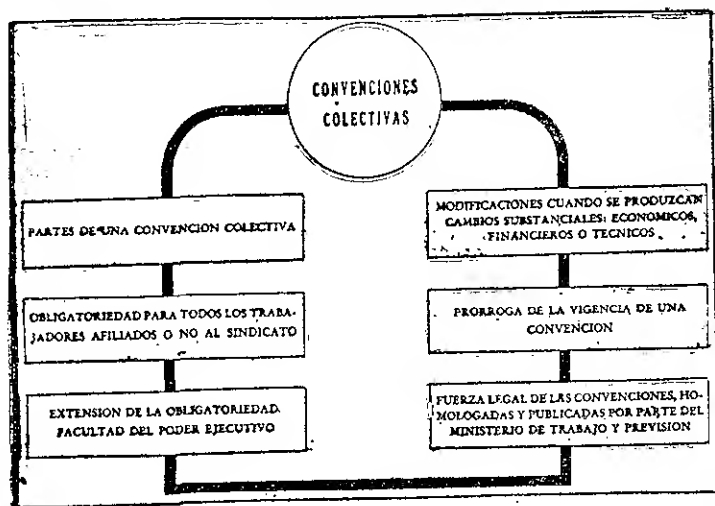 CONVENCIONES
COLECTIVAS
PARTES DE UNA CONVENCION COLECTIVA
OBLIGATORIEDAD PARA TODOS LOS TRABA-
JADORES AFILIADOS O NO AL SINDICATO
EXTENSION DE LA OBLIGATORIEDAD.
FACULTAD DEL PODER EJECUTIVO
MODIFICACIONES CUANDO SE PRODUZCAN
CAMBIOS SUBSTANCIALES: ECONOMICOS,
FINANCIEROS O TECNICOS.
PRORROGA DE LA VIGENCIA DE UNA
CONVENCION
FUERZA LEGAL DE LAS CONVENCIONES, HO-
MOLOGADAS Y PUBLICADAS POR PARTE DEL
MINISTERIO DE TRABAJO Y PREVISION